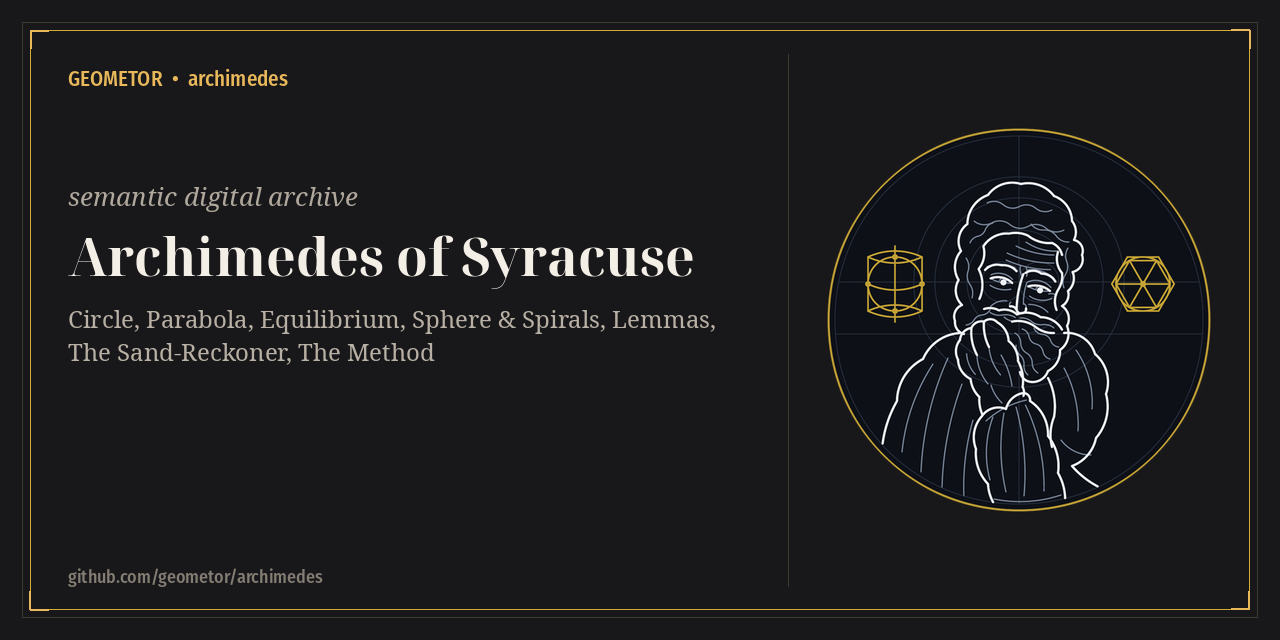 GEOMETOR • archimedes
semantic digital archive
Archimedes of Syracuse
Circle, Parabola, Equilibrium, Sphere & Spirals, Lemmas,
The Sand-Reckoner, The Method
github.com/geometor/archimedes